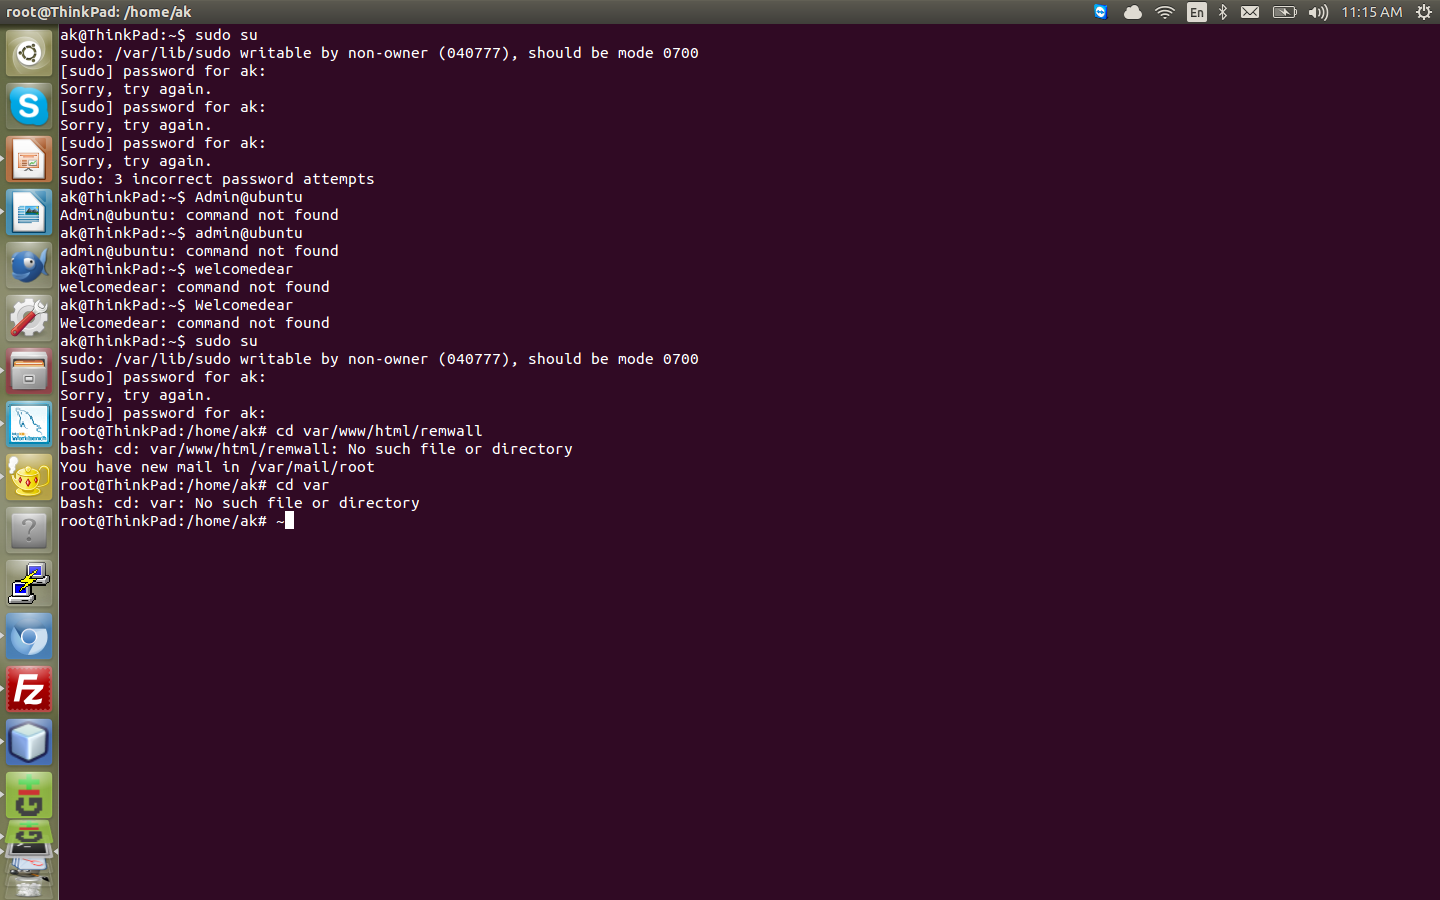 root@ThinkPad: /home/ak
En
11:15 AM
ak@ThinkPad:~$ sudo su
sudo: /var/lib/sudo writable by non-owner (040777), should be mode 0700
[sudo] password for ak:
Sorry, try again.
[sudo] password for ak:
Sorry, try again.
[sudo] password for ak:
Sorry, try again.
sudo: 3 incorrect password attempts
ak@ThinkPad:~$ Admin@ubuntu
Admin@ubuntu: command not found
ak@ThinkPad:~$ admin@ubuntu
admin@ubuntu: command not found
ak@ThinkPad:~$ welcomedear
welcomedear: command not found
ak@ThinkPad:~$ Welcomedear
Welcomedear: command not found
ak@ThinkPad:~$ sudo su
sudo: /var/lib/sudo writable by non-owner (040777), should be mode 0700
[sudo] password for ak:
Sorry, try again.
[sudo] password for ak:
root@ThinkPad:/home/ak# cd var/www/html/remwall
bash: cd: var/www/html/remwall: No such file or directory
You have new mail in /var/mail/root
root@ThinkPad:/home/ak# cd var
bash: cd: var: No such file or directory
root@ThinkPad:/home/ak# ~
S
Workbench
?
Fz